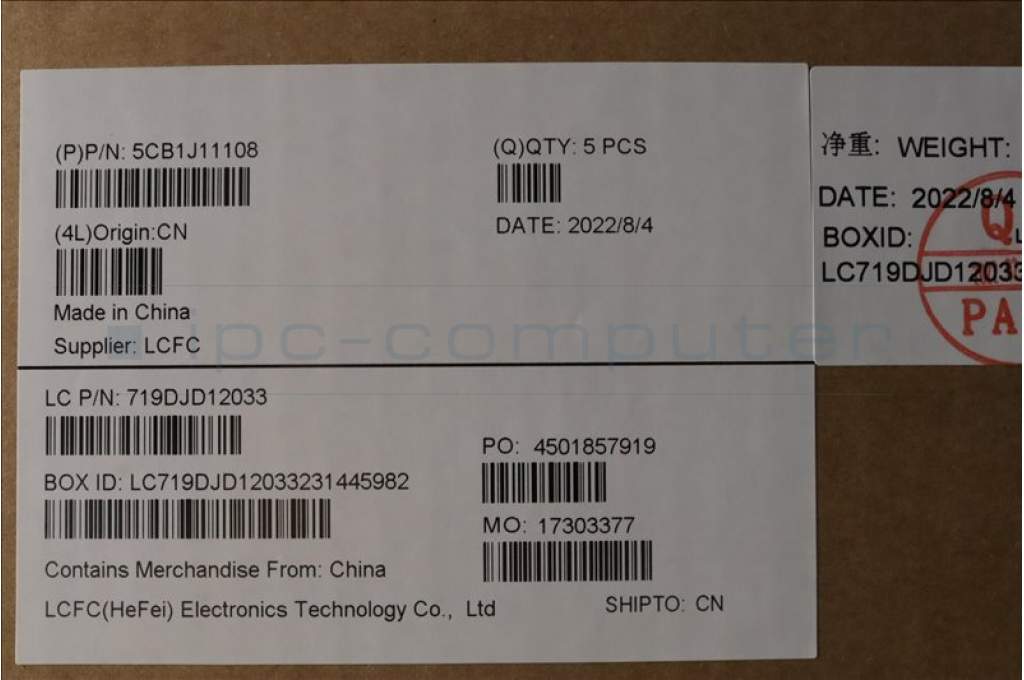 (P)P/N: 5CB1J11108
(Q)QTY: 5 PCS
DATE: 2022/8/4
(4L)Origin:CN
Made in China
Supplier: LCFC
LC P/N: 719DJD12033
PO: 4501857919
BOX ID: LC719DJD12033231445982
MO: 17303377
Contains Merchandise From: China
LCFC(HeFei) Electronics Technology Co., Ltd
SHIPTO: CN
净重: WEIGHT:
DATE: 2022/8/4
BOXID:
LC719DJD12033
Q
PA
ipc-computer